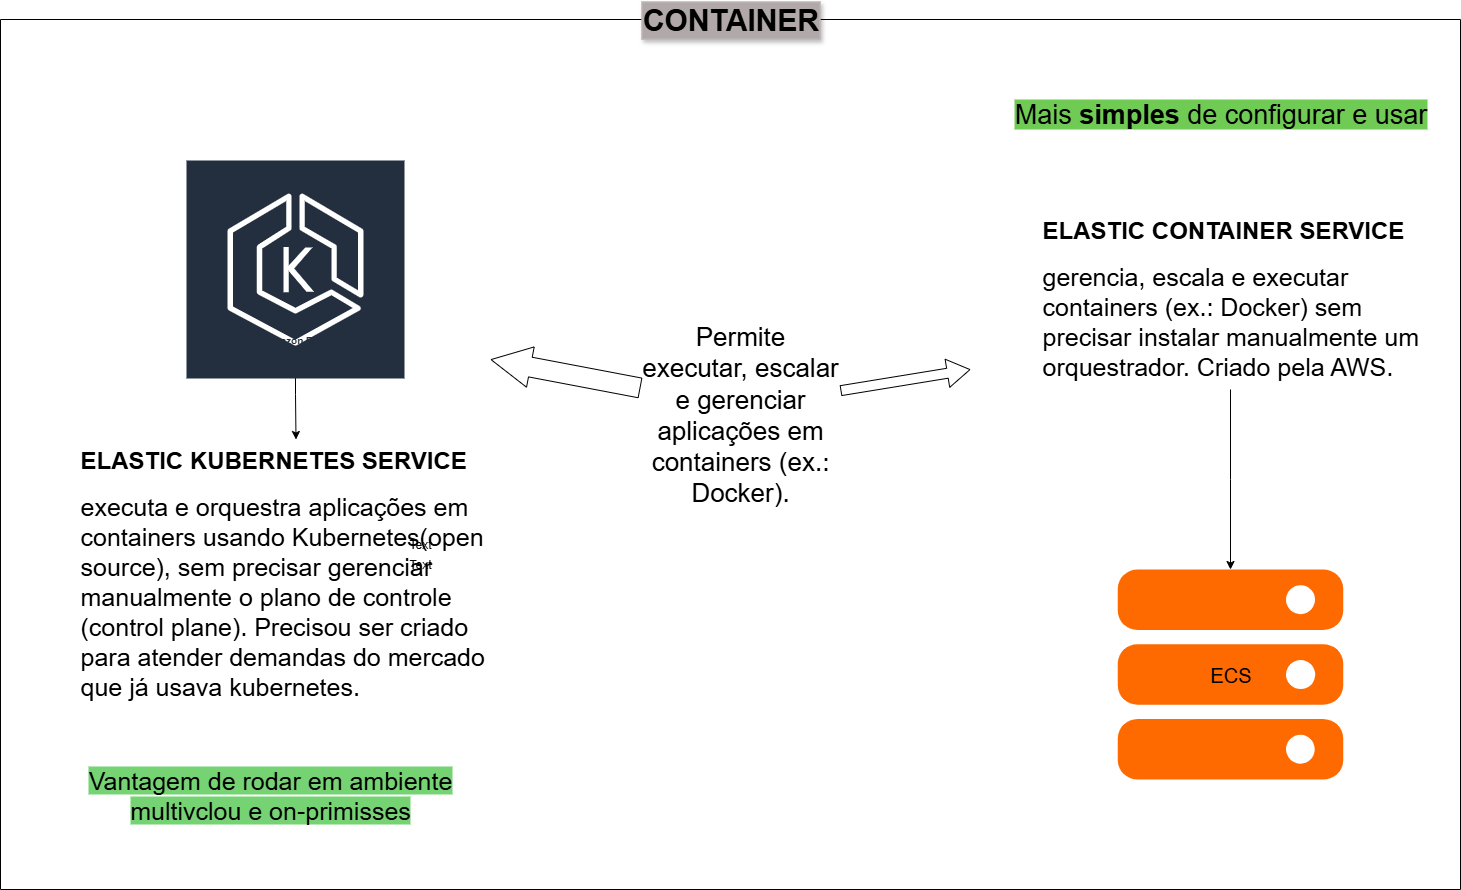 CONTAINER
Mais simples de configurar e usar
K
ELASTIC CONTAINER SERVICE
gerencia, escala e executar
containers (ex.: Docker) sem
precisar instalar manualmente um
orquestrador. Criado pela AWS.
Permite
executar, escalar
e gerenciar
aplicações em
containers (ex.:
Docker).
ELASTIC KUBERNETES SERVICE
executa e orquestra aplicações em
containers usando Kubernetes(open
source), sem precisar gerenciar
manualmente o plano de controle
(control plane). Precisou ser criado
para atender demandas do mercado
que já usava kubernetes.
Text
Text
ECS
Vantagem de rodar em ambiente
multivclou e on-primisses